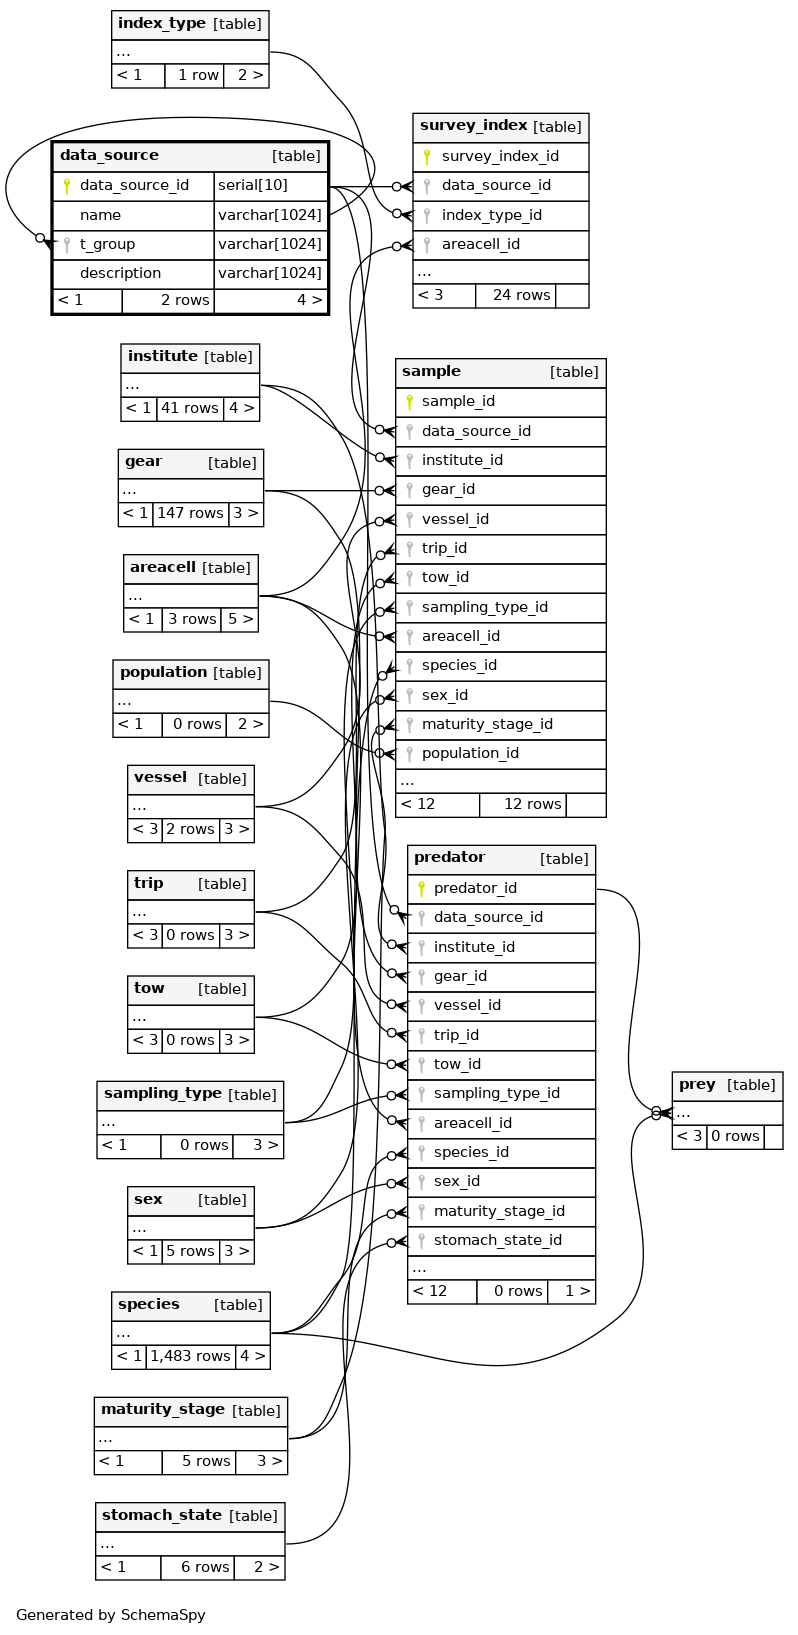 index_type [table]
...
< 1 1 row 2 >
data_source [table]
data_source_id serial[10]
name varchar[1024]
t_group varchar[1024]
description varchar[1024]
< 1 2 rows 4 >
survey_index [table]
survey_index_id
data_source_id
index_type_id
areacell_id
...
< 3 24 rows
institute [table]
...
< 1 41 rows 4 >
gear [table]
...
< 1 147 rows 3 >
areacell [table]
...
< 1 3 rows 5 >
population [table]
...
< 1 0 rows 2 >
vessel [table]
...
< 3 2 rows 3 >
trip [table]
...
< 3 0 rows 3 >
tow [table]
...
< 3 0 rows 3 >
sampling_type [table]
...
< 1 0 rows 3 >
sex [table]
...
< 1 5 rows 3 >
species [table]
...
< 1 1,483 rows 4 >
maturity_stage [table]
...
< 1 5 rows 3 >
stomach_state [table]
...
< 1 6 rows 2 >
sample [table]
sample_id
data_source_id
institute_id
gear_id
vessel_id
trip_id
tow_id
sampling_type_id
areacell_id
species_id
sex_id
maturity_stage_id
population_id
...
< 12 12 rows
predator [table]
predator_id
data_source_id
institute_id
gear_id
vessel_id
trip_id
tow_id
sampling_type_id
areacell_id
species_id
sex_id
maturity_stage_id
stomach_state_id
...
< 12 0 rows 1 >
prey [table]
...
< 3 0 rows
Generated by SchemaSpy